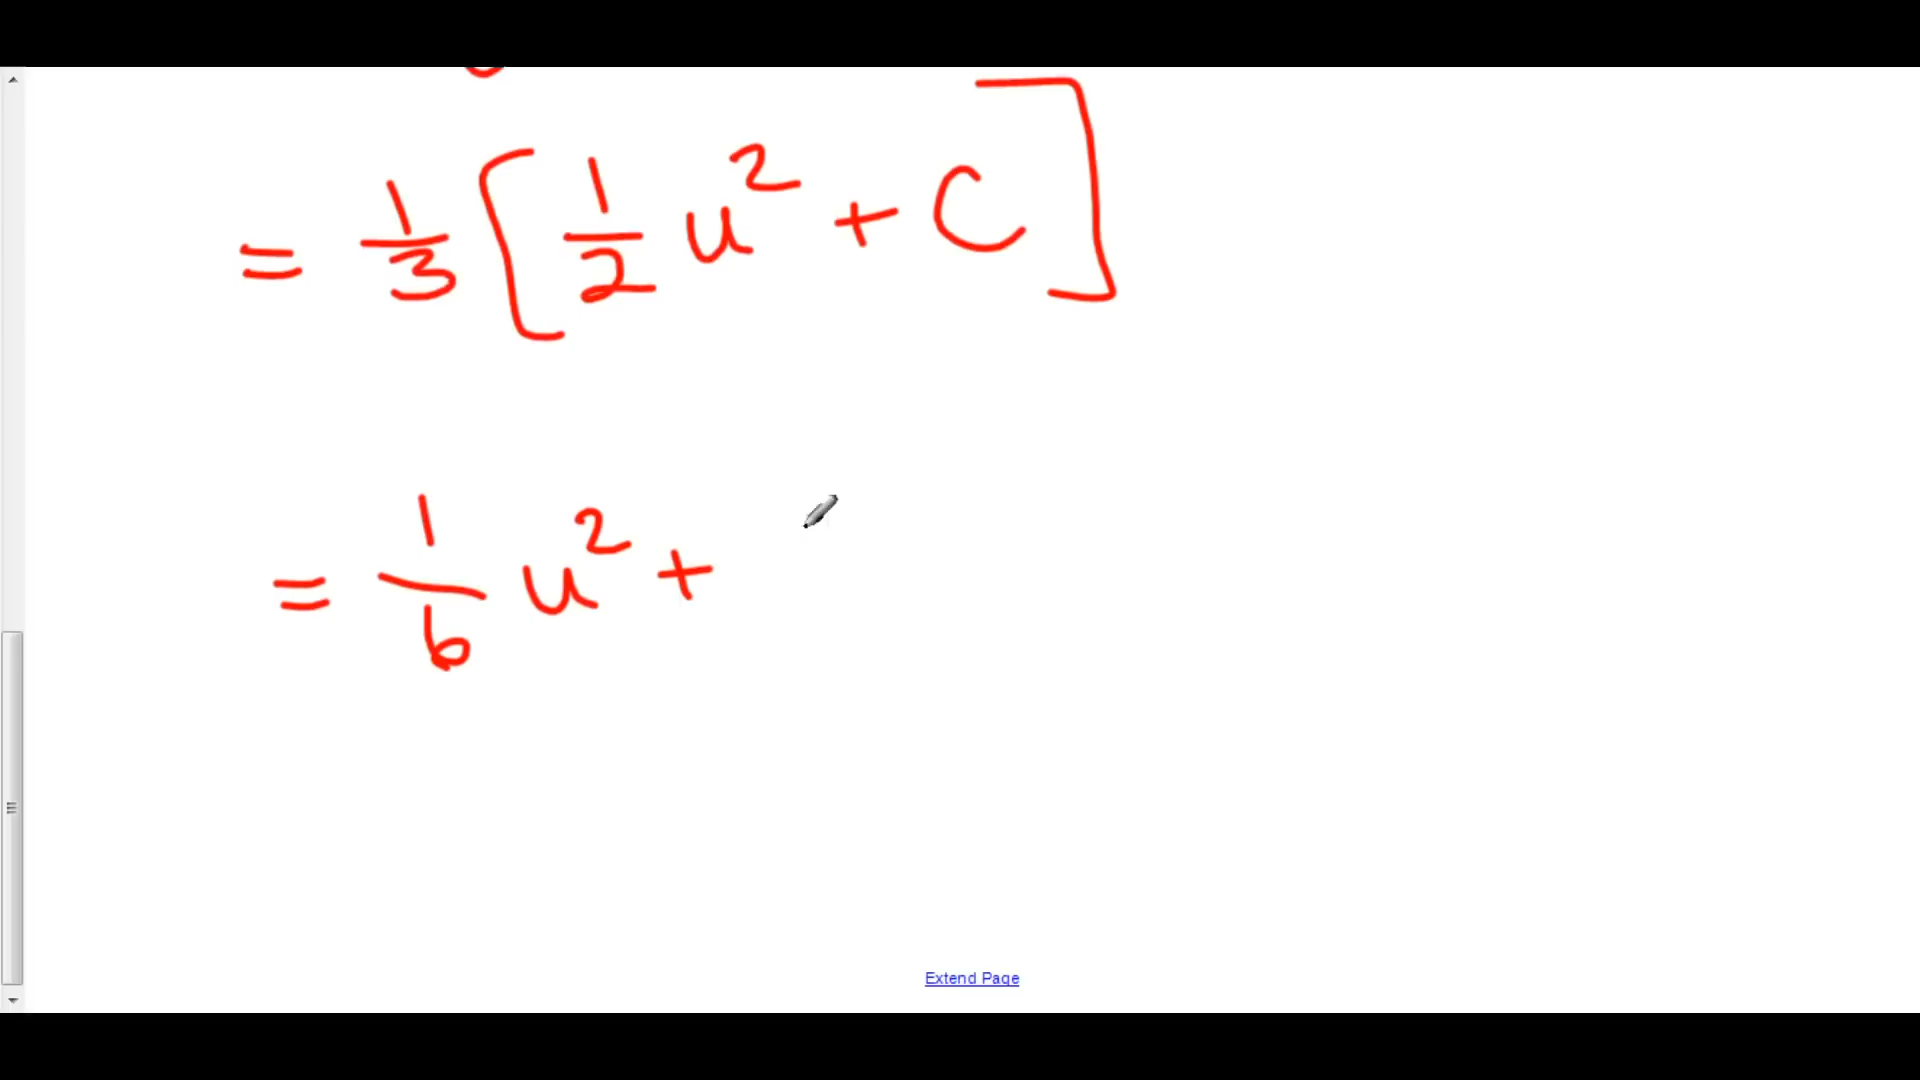 = 1/3 [ 1/2 u² + C ]
= 1/6 u² +
Extend Page